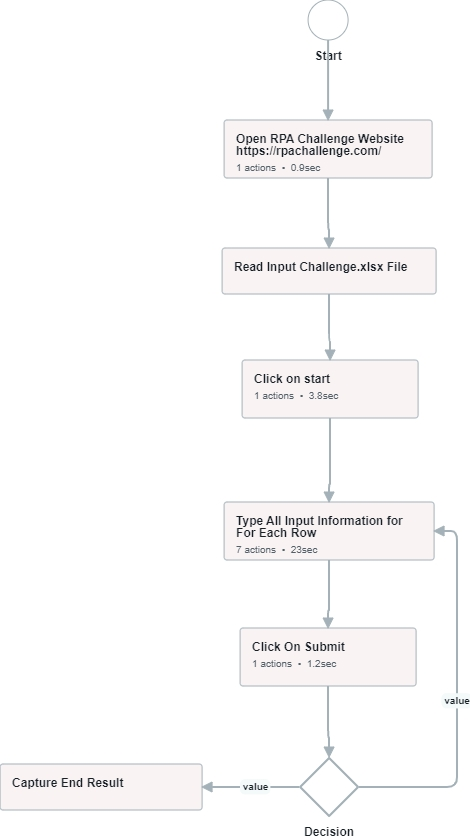 Start
Open RPA Challenge Website
https://rpachallenge.com/
1 actions • 0.9sec
Read Input Challenge.xlsx File
Click on start
1 actions • 3.8sec
Type All Input Information for
For Each Row
7 actions • 23sec
Click On Submit
1 actions • 1.2sec
value
Capture End Result
value
Decision